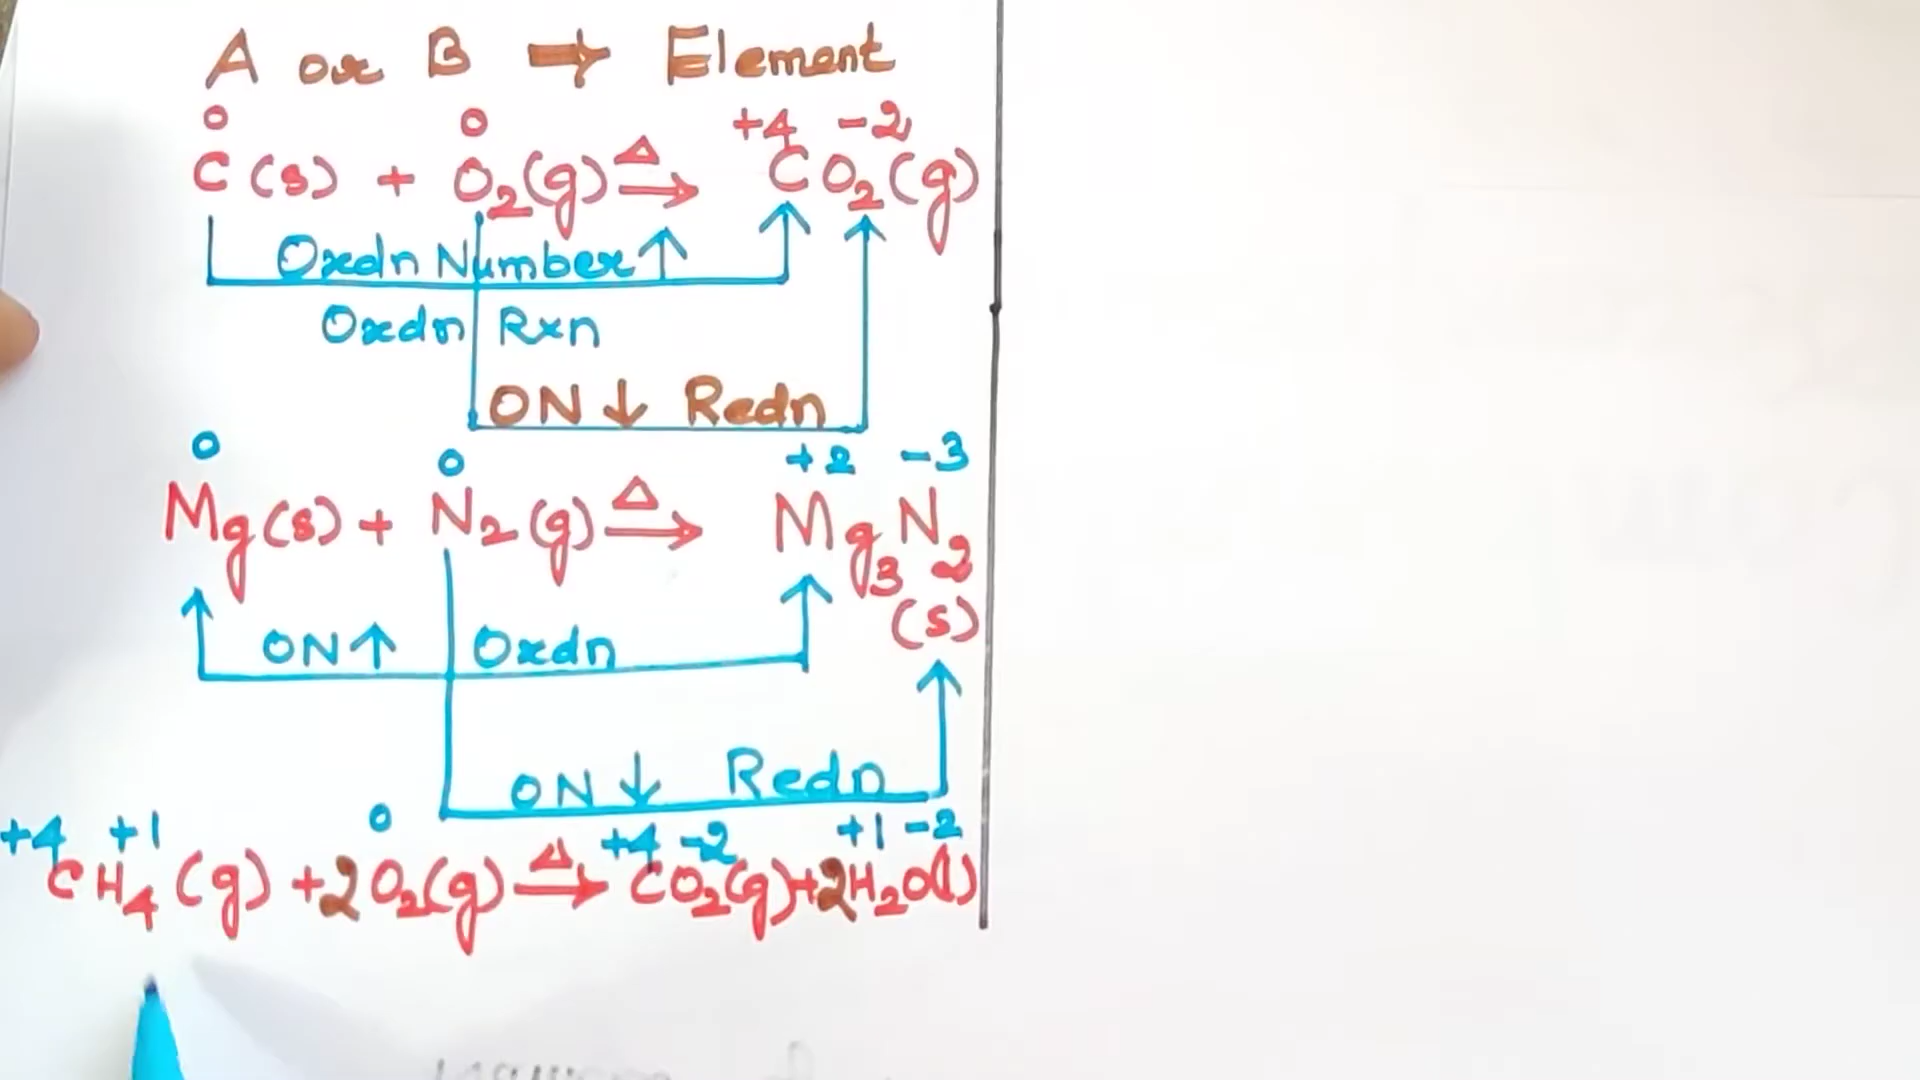 A or B → Element
0 0 +4 -2
C (s) + O₂(g) △→ CO₂(g)
Oxdn Number ↑
Oxdn Rxn
ON ↓ Redn
0 0 +2 -3
Mg(s) + N₂(g) △→ Mg₃N₂
(s)
ON ↑ Oxdn
ON ↓ Redn
+4 +1 0 +4 -2 +1 -2
CH₄(g) + 2O₂(g) △→ CO₂(g) + 2H₂O(l)